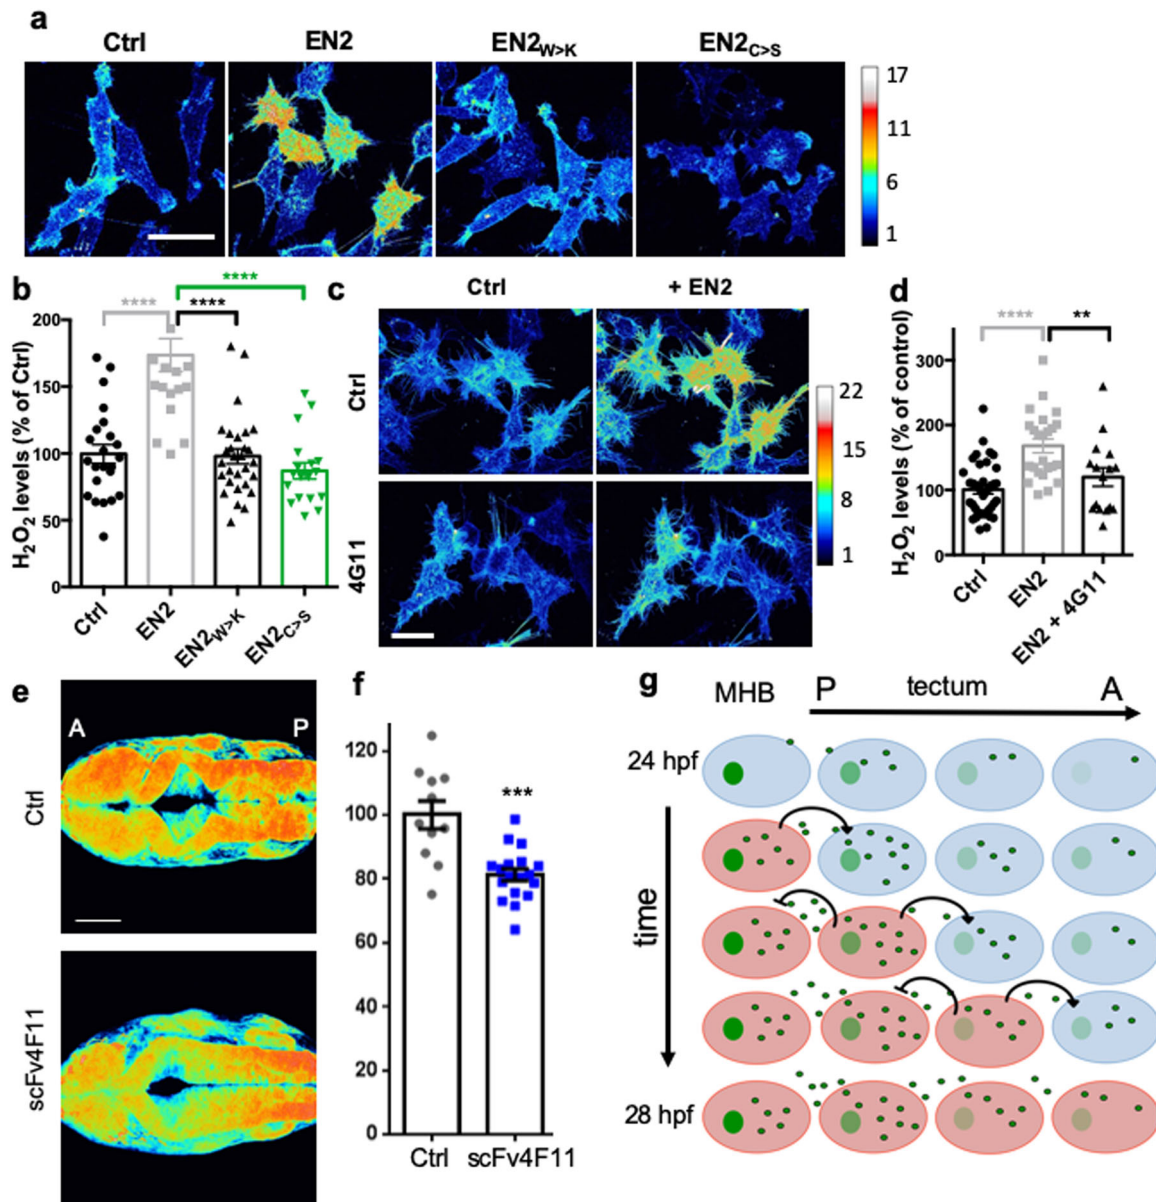 a
Ctrl EN2 EN2W>K EN2C>S
17
11
6
1
b
H2O2 levels (% of Ctrl)
200
150
100
50
0
**** **** ****
Ctrl EN2 EN2W>K EN2C>S
c
Ctrl + EN2
Ctrl
4G11
22
15
8
1
d
H2O2 levels (% of control)
300
200
100
0
**** **
Ctrl EN2 EN2 + 4G11
e
A P
Ctrl
scFv4F11
f
120
100
80
60
40
20
0
***
Ctrl scFv4F11
g
MHB P tectum A
24 hpf
time
28 hpf